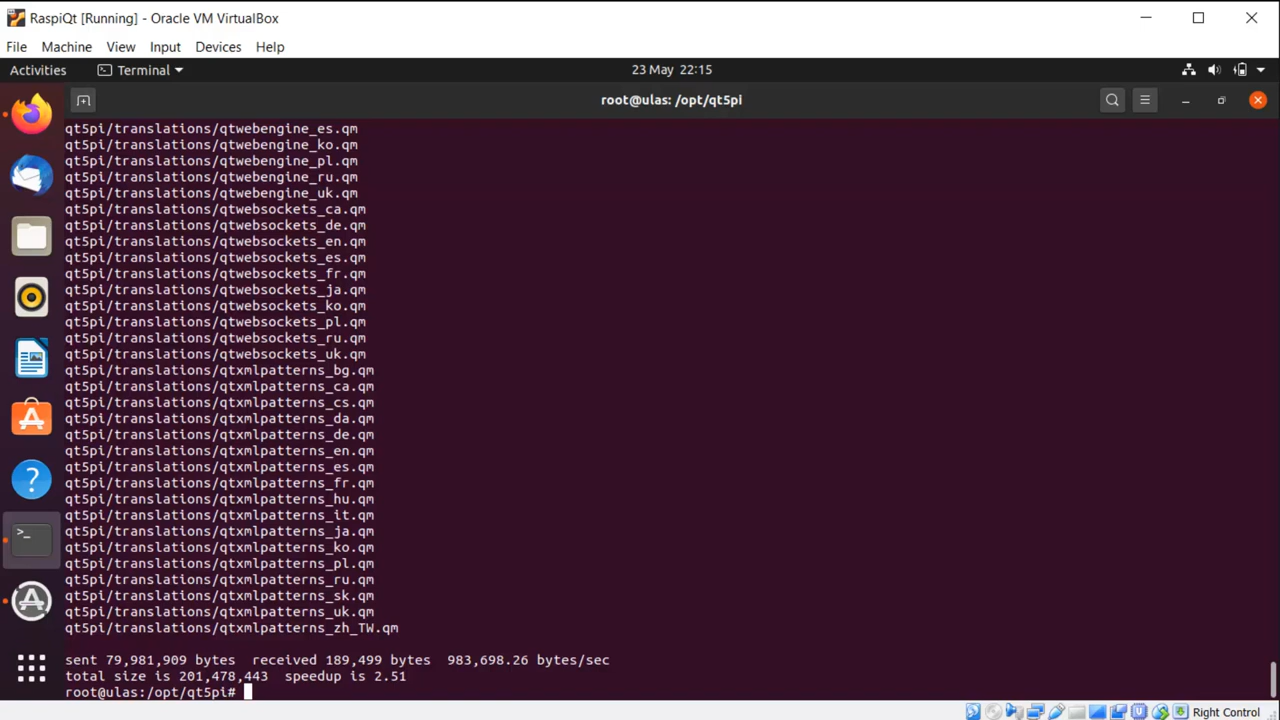 RaspiQt [Running] - Oracle VM VirtualBox
File Machine View Input Devices Help
Activities Terminal 23 May 22:15
root@ulas: /opt/qt5pi
qt5pi/translations/qtwebengine_es.qm
qt5pi/translations/qtwebengine_ko.qm
qt5pi/translations/qtwebengine_pl.qm
qt5pi/translations/qtwebengine_ru.qm
qt5pi/translations/qtwebengine_uk.qm
qt5pi/translations/qtwebsockets_ca.qm
qt5pi/translations/qtwebsockets_de.qm
qt5pi/translations/qtwebsockets_en.qm
qt5pi/translations/qtwebsockets_es.qm
qt5pi/translations/qtwebsockets_fr.qm
qt5pi/translations/qtwebsockets_ja.qm
qt5pi/translations/qtwebsockets_ko.qm
qt5pi/translations/qtwebsockets_pl.qm
qt5pi/translations/qtwebsockets_ru.qm
qt5pi/translations/qtwebsockets_uk.qm
qt5pi/translations/qtxmlpatterns_bg.qm
qt5pi/translations/qtxmlpatterns_ca.qm
qt5pi/translations/qtxmlpatterns_cs.qm
qt5pi/translations/qtxmlpatterns_da.qm
qt5pi/translations/qtxmlpatterns_de.qm
qt5pi/translations/qtxmlpatterns_en.qm
qt5pi/translations/qtxmlpatterns_es.qm
qt5pi/translations/qtxmlpatterns_fr.qm
qt5pi/translations/qtxmlpatterns_hu.qm
qt5pi/translations/qtxmlpatterns_it.qm
qt5pi/translations/qtxmlpatterns_ja.qm
qt5pi/translations/qtxmlpatterns_ko.qm
qt5pi/translations/qtxmlpatterns_pl.qm
qt5pi/translations/qtxmlpatterns_ru.qm
qt5pi/translations/qtxmlpatterns_sk.qm
qt5pi/translations/qtxmlpatterns_uk.qm
qt5pi/translations/qtxmlpatterns_zh_TW.qm
sent 79,981,909 bytes  received 189,499 bytes  983,698.26 bytes/sec
total size is 201,478,443  speedup is 2.51
root@ulas:/opt/qt5pi#
Right Control